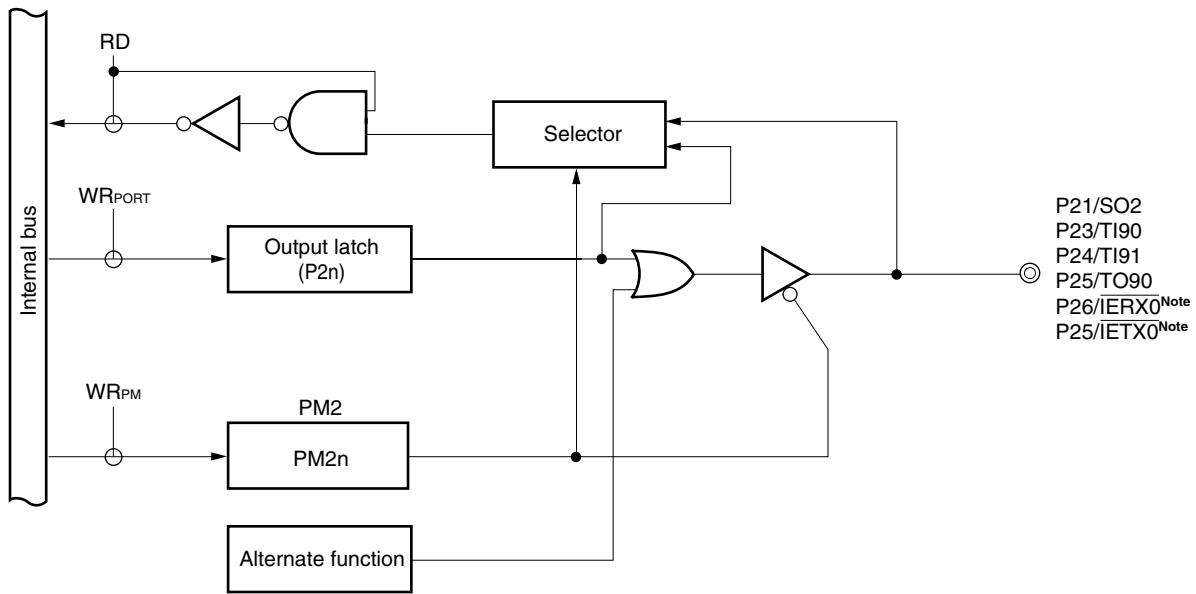 RD
Selector
Internal bus
WRPORT
Output latch
(P2n)
P21/SO2
P23/TI90
P24/TI91
P25/TO90
P26/IERX0Note
P25/IETX0Note
WRPM
PM2
PM2n
Alternate function